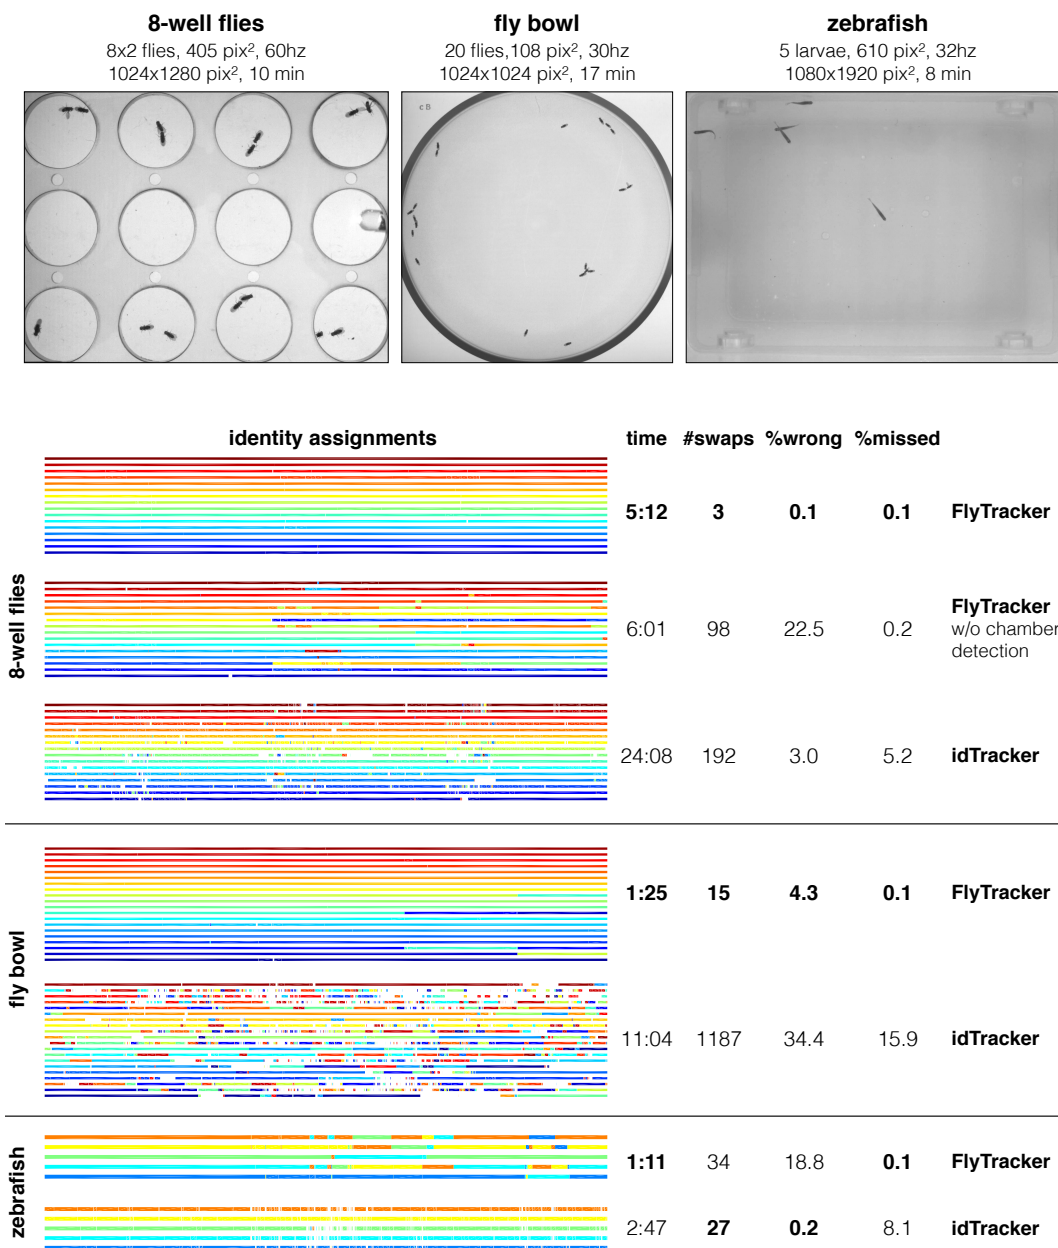 8-well flies
8x2 flies, 405 pix², 60hz
1024x1280 pix², 10 min
fly bowl
20 flies,108 pix², 30hz
1024x1024 pix², 17 min
zebrafish
5 larvae, 610 pix², 32hz
1080x1920 pix², 8 min
c B
identity assignments time #swaps %wrong %missed
8-well flies
5:12 3 0.1 0.1 FlyTracker
6:01 98 22.5 0.2 FlyTracker
w/o chamber
detection
24:08 192 3.0 5.2 idTracker
fly bowl
1:25 15 4.3 0.1 FlyTracker
11:04 1187 34.4 15.9 idTracker
zebrafish
1:11 34 18.8 0.1 FlyTracker
2:47 27 0.2 8.1 idTracker